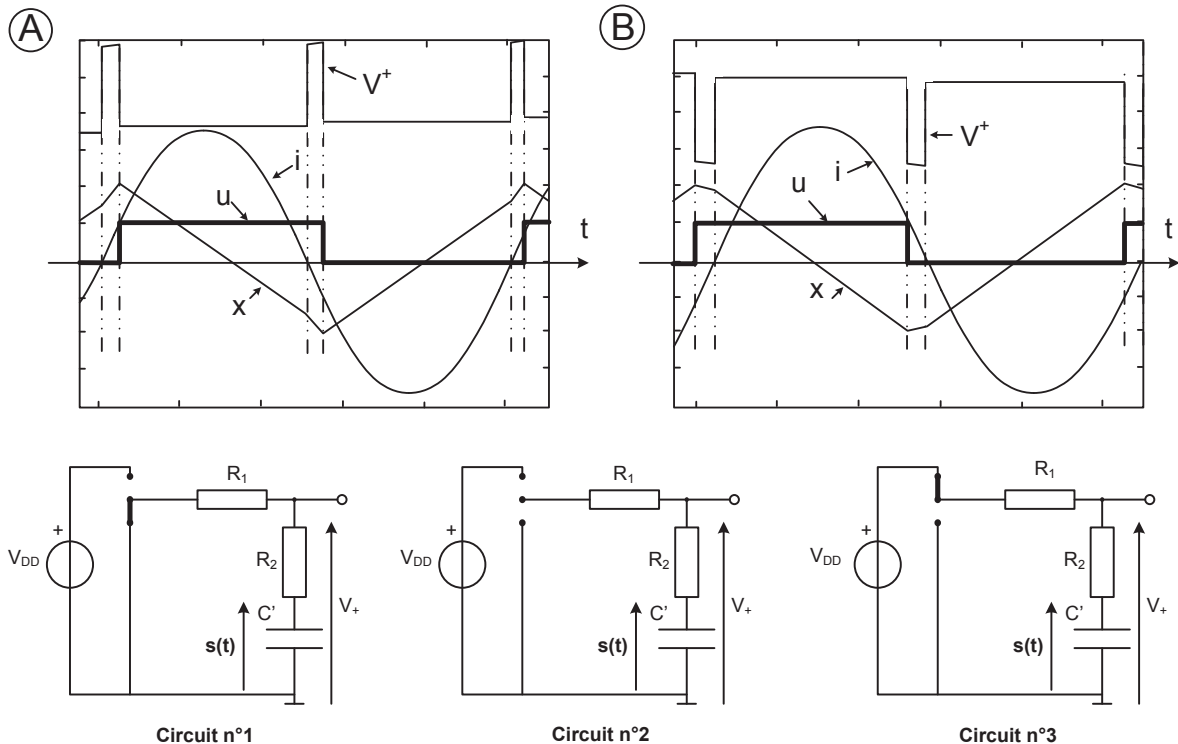 A
B
V+
i
u
t
x
V+
i
u
t
x
R1
+
VDD
R2
C'
s(t)
V+
R1
+
VDD
R2
C'
s(t)
V+
R1
+
VDD
R2
C'
s(t)
V+
Circuit n°1
Circuit n°2
Circuit n°3